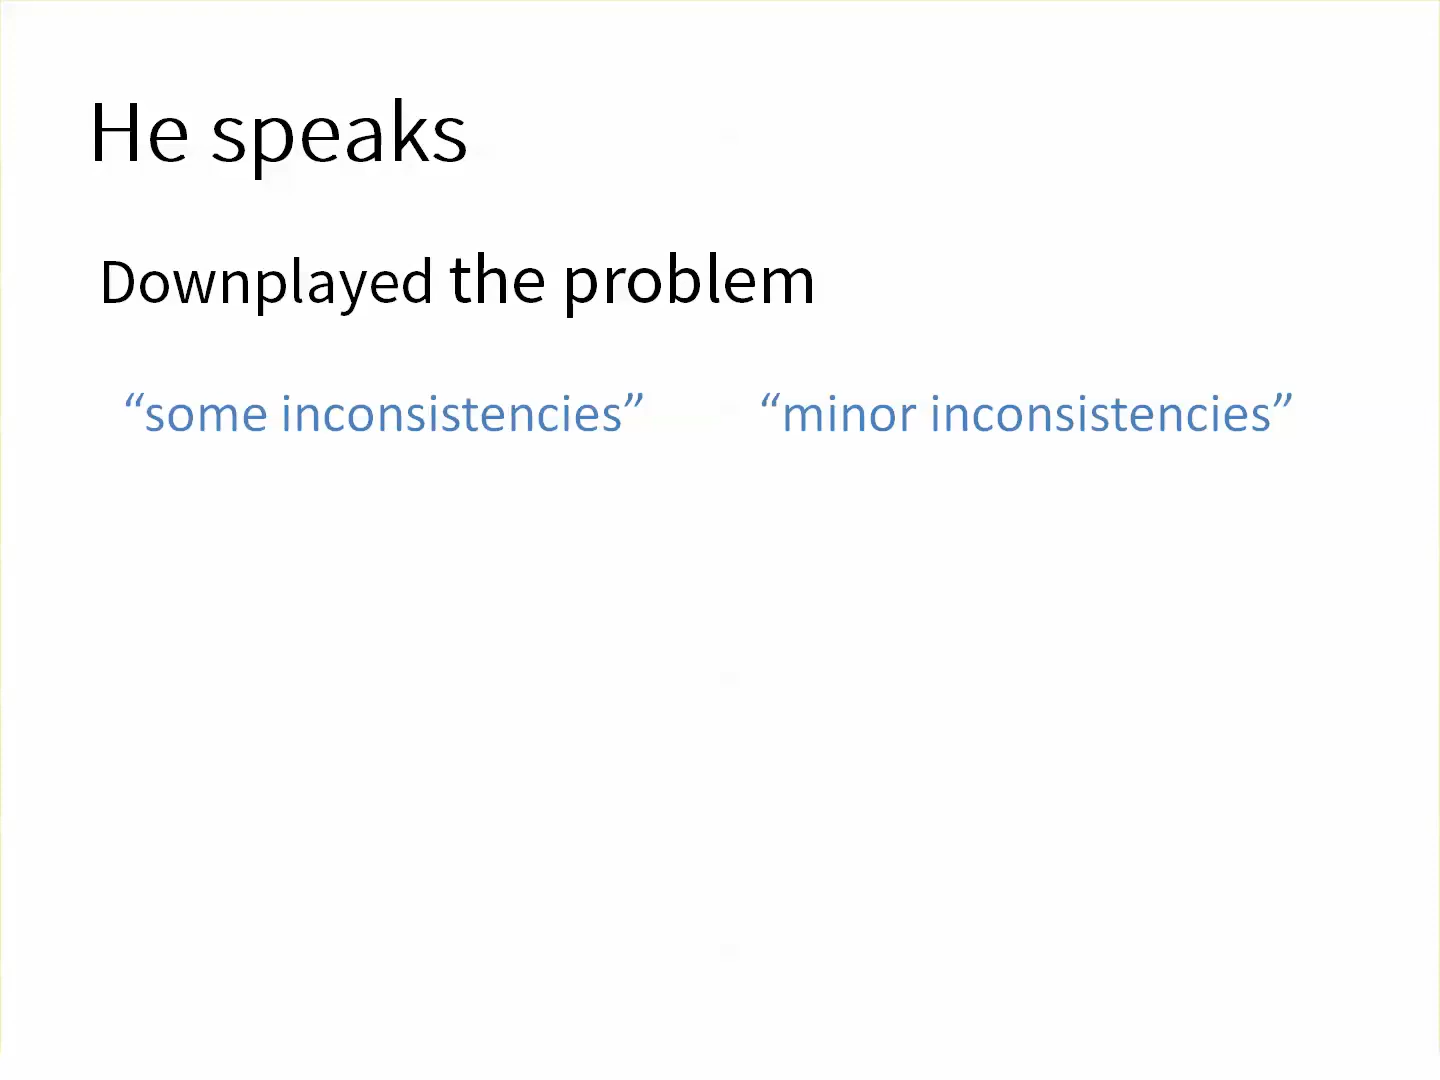 He speaks
Downplayed the problem
“some inconsistencies” “minor inconsistencies”